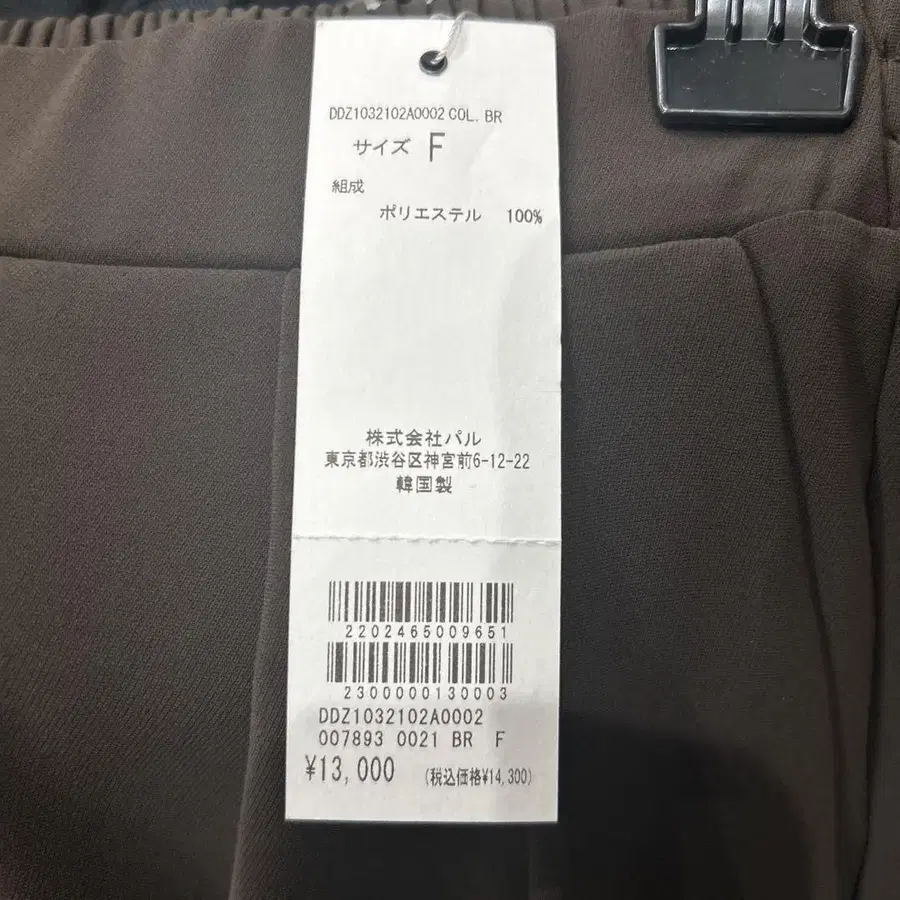 DDZ1032102A0002 COL. BR
サイズ F
組成
ポリエステル 100%
株式会社パル
東京都渋谷区神宮前6-12-22
韓国製
2202465009651
2300000130003
DDZ1032102A0002
007893 0021 BR F
¥13,000 (税込価格¥14,300)